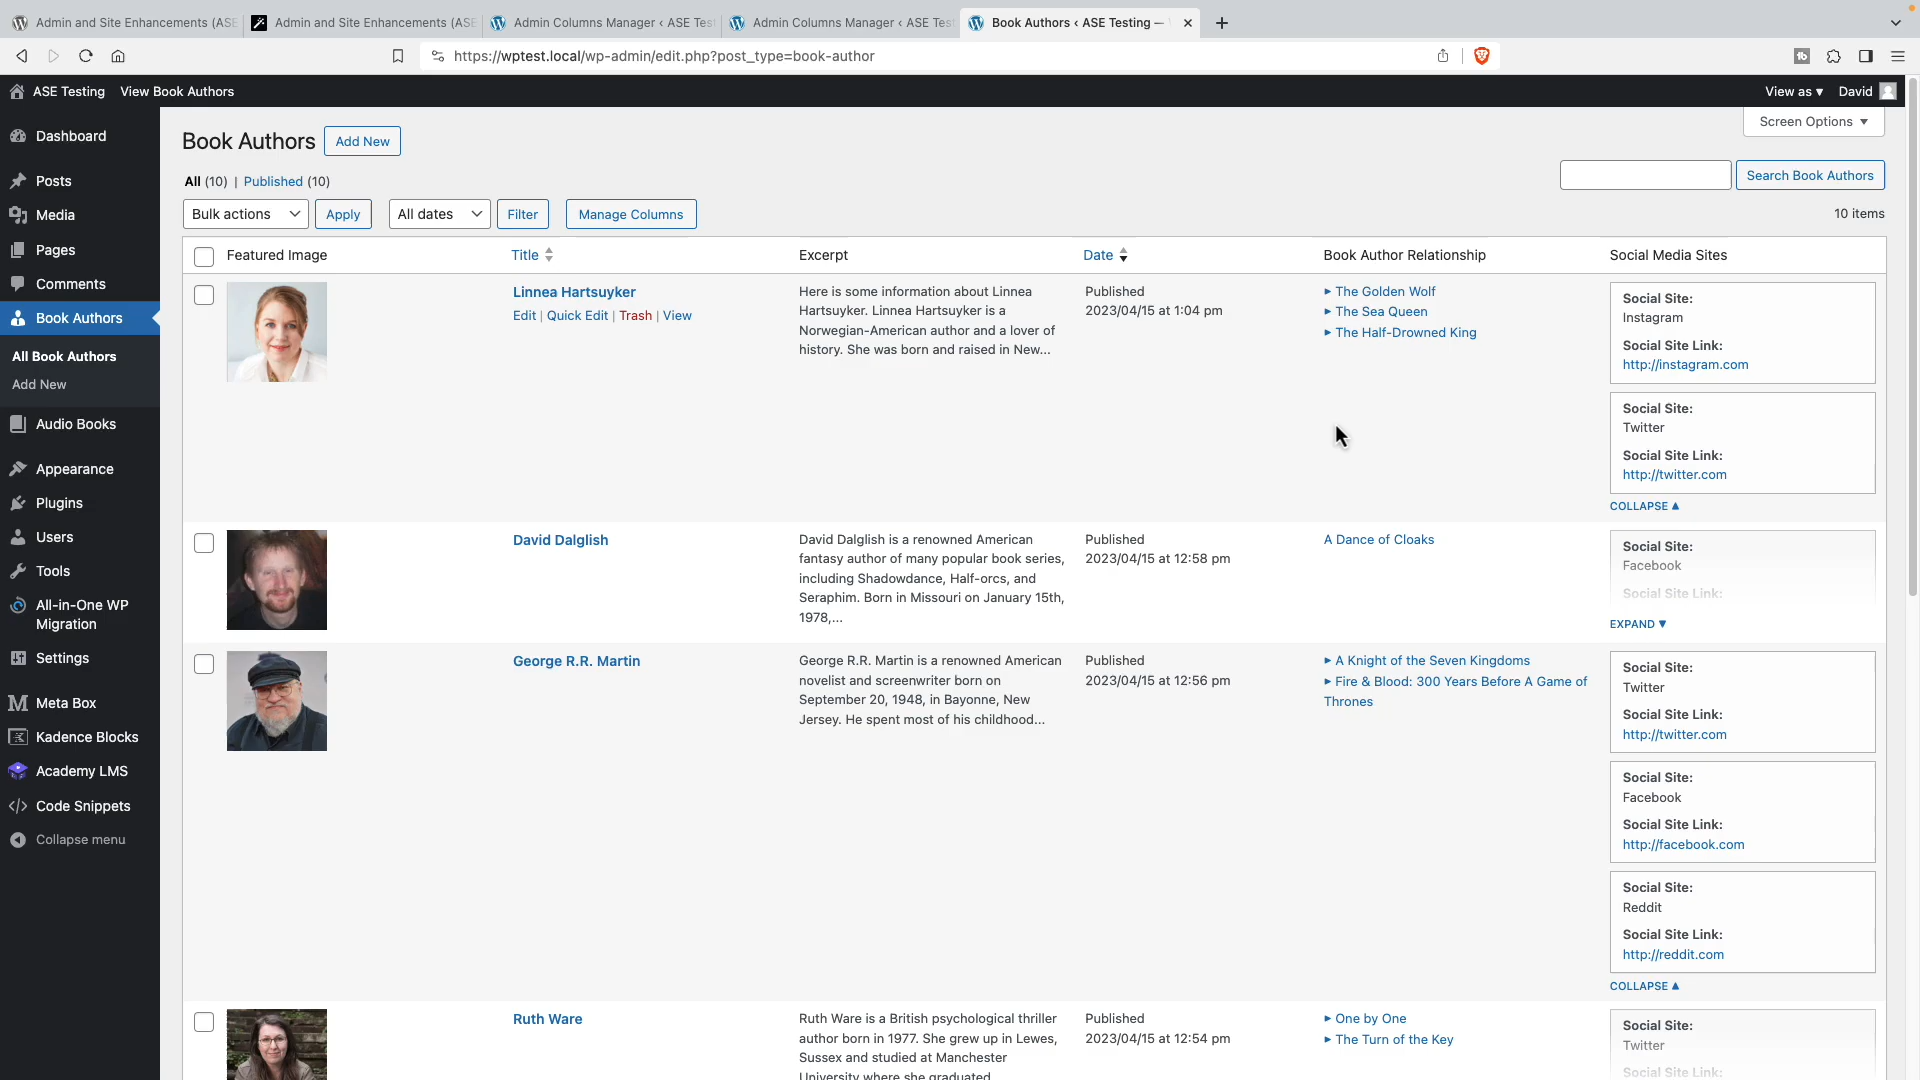 Admin and Site Enhancements (ASE
Admin and Site Enhancements (ASE
Admin Columns Manager ‹ ASE Tes
Admin Columns Manager ‹ ASE Tes
Book Authors ‹ ASE Testing —
https://wptest.local/wp-admin/edit.php?post_type=book-author
ASE Testing
View Book Authors
View as ▾
David
Dashboard
Posts
Media
Pages
Comments
Book Authors
All Book Authors
Add New
Audio Books
Appearance
Plugins
Users
Tools
All-in-One WP
Migration
Settings
Meta Box
Kadence Blocks
Academy LMS
Code Snippets
Collapse menu
Screen Options ▼
Book Authors
Add New
All (10) | Published (10)
Search Book Authors
Bulk actions
Apply
All dates
Filter
Manage Columns
10 items
Featured Image
Title
Excerpt
Date
Book Author Relationship
Social Media Sites
Linnea Hartsuyker
Edit | Quick Edit | Trash | View
Here is some information about Linnea
Hartsuyker. Linnea Hartsuyker is a
Norwegian-American author and a lover of
history. She was born and raised in New...
Published
2023/04/15 at 1:04 pm
▸ The Golden Wolf
▸ The Sea Queen
▸ The Half-Drowned King
Social Site:
Instagram
Social Site Link:
http://instagram.com
Social Site:
Twitter
Social Site Link:
http://twitter.com
COLLAPSE ▲
David Dalglish
David Dalglish is a renowned American
fantasy author of many popular book series,
including Shadowdance, Half-orcs, and
Seraphim. Born in Missouri on January 15th,
1978,...
Published
2023/04/15 at 12:58 pm
A Dance of Cloaks
Social Site:
Facebook
Social Site Link:
EXPAND ▼
George R.R. Martin
George R.R. Martin is a renowned American
novelist and screenwriter born on
September 20, 1948, in Bayonne, New
Jersey. He spent most of his childhood...
Published
2023/04/15 at 12:56 pm
▸ A Knight of the Seven Kingdoms
▸ Fire & Blood: 300 Years Before A Game of
Thrones
Social Site:
Twitter
Social Site Link:
http://twitter.com
Social Site:
Facebook
Social Site Link:
http://facebook.com
Social Site:
Reddit
Social Site Link:
http://reddit.com
COLLAPSE ▲
Ruth Ware
Ruth Ware is a British psychological thriller
author born in 1977. She grew up in Lewes,
Sussex and studied at Manchester
University where she graduated
Published
2023/04/15 at 12:54 pm
▸ One by One
▸ The Turn of the Key
Social Site:
Twitter
Social Site Link: